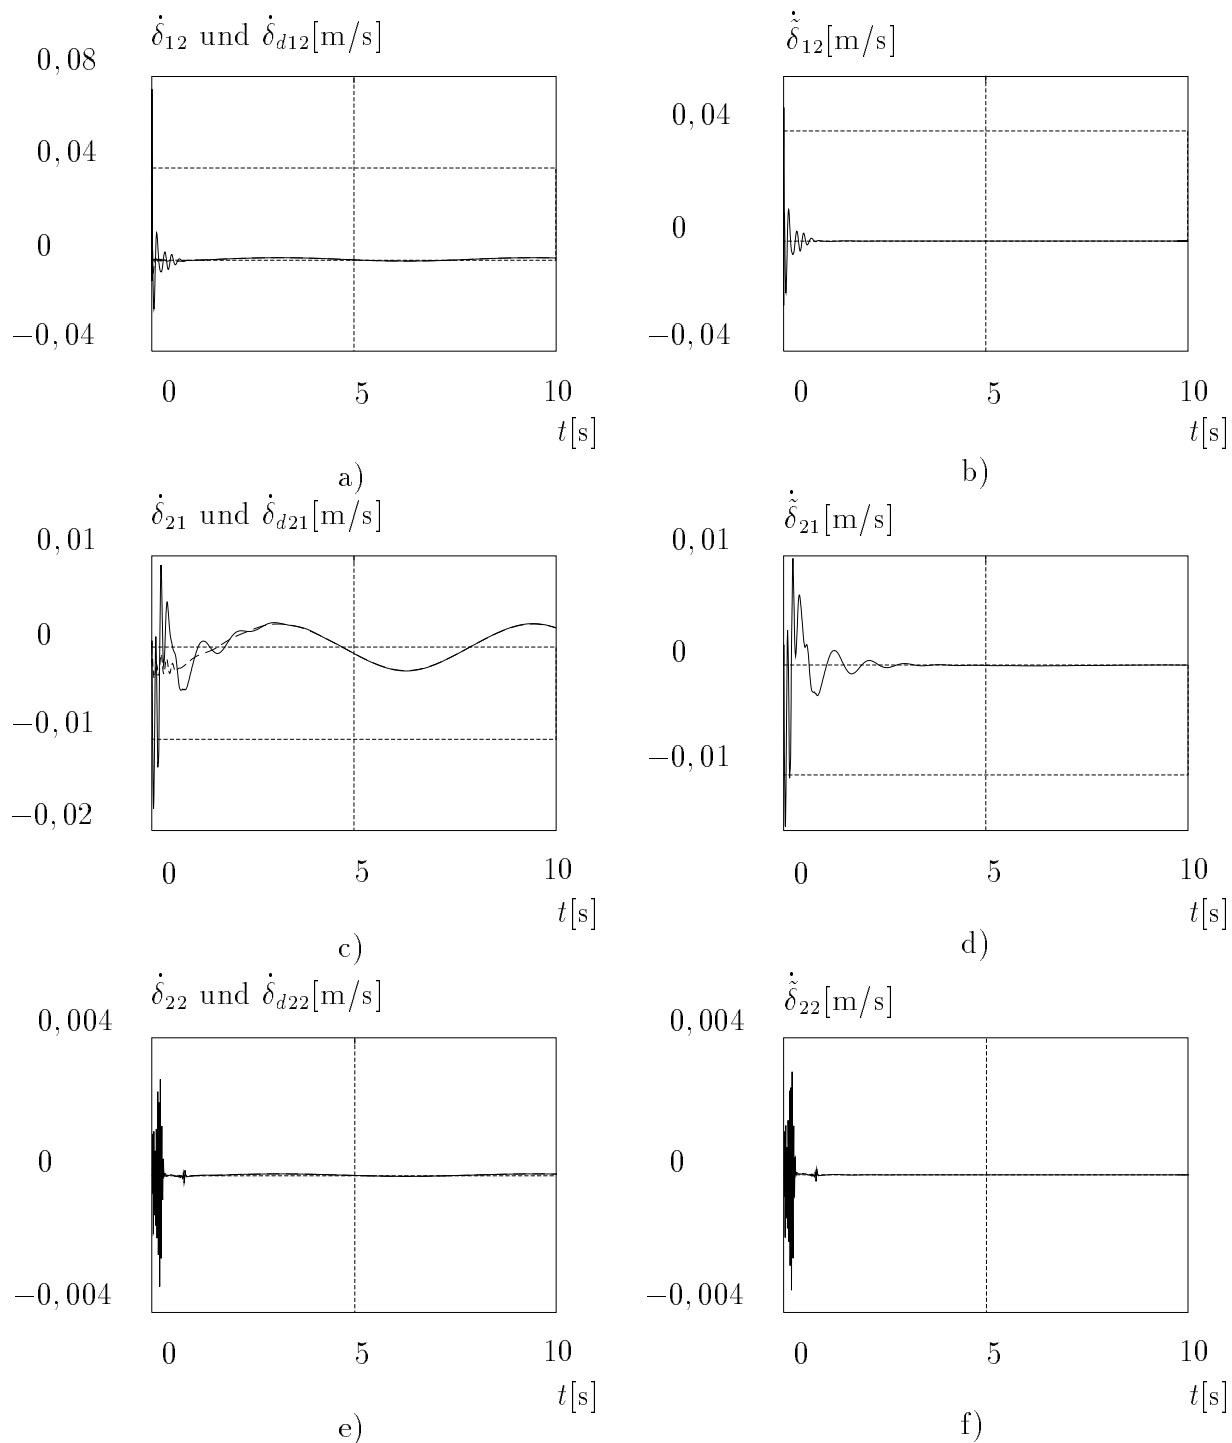 δ̇₁₂ und δ̇d₁₂[m/s]
0,08
0,04
0
−0,04
0 5 10
t[s]
a)
δ̃̇₁₂[m/s]
0,04
0
−0,04
0 5 10
t[s]
b)
δ̇₂₁ und δ̇d₂₁[m/s]
0,01
0
−0,01
−0,02
0 5 10
t[s]
c)
δ̃̇₂₁[m/s]
0,01
0
−0,01
0 5 10
t[s]
d)
δ̇₂₂ und δ̇d₂₂[m/s]
0,004
0
−0,004
0 5 10
t[s]
e)
δ̃̇₂₂[m/s]
0,004
0
−0,004
0 5 10
t[s]
f)